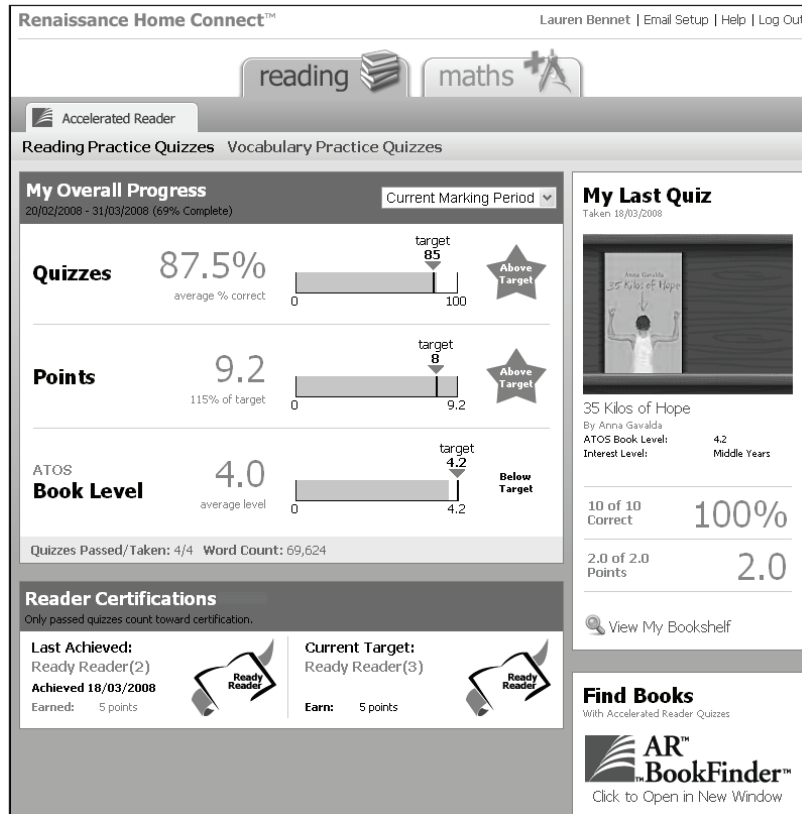 Renaissance Home Connect™
Lauren Bennet | Email Setup | Help | Log Out
reading
maths
Accelerated Reader
Reading Practice Quizzes Vocabulary Practice Quizzes
My Overall Progress
20/02/2008 - 31/03/2008 (69% Complete)
Current Marking Period
Quizzes
87.5%
average % correct
target
85
0
100
Above
Target
Points
9.2
115% of target
target
8
0
9.2
Above
Target
ATOS
Book Level
4.0
average level
target
4.2
0
4.2
Below
Target
Quizzes Passed/Taken: 4/4 Word Count: 69,624
Reader Certifications
Only passed quizzes count toward certification.
Last Achieved:
Ready Reader(2)
Achieved 18/03/2008
Earned: 5 points
Ready
Reader
Current Target:
Ready Reader(3)
Earn: 5 points
Ready
Reader
My Last Quiz
Taken 18/03/2008
Anna Gavalda
35 Kilos of Hope
35 Kilos of Hope
By Anna Gavalda
ATOS Book Level: 4.2
Interest Level: Middle Years
10 of 10
Correct
100%
2.0 of 2.0
Points
2.0
View My Bookshelf
Find Books
With Accelerated Reader Quizzes
AR™
™BookFinder™
Click to Open in New Window